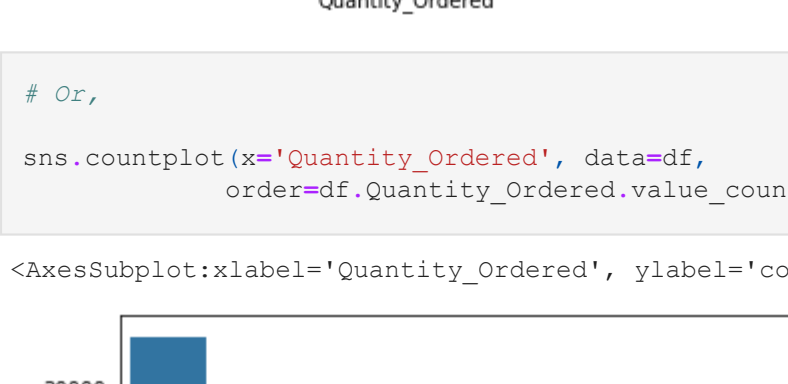 Quantity_Ordered
# Or,
sns.countplot(x='Quantity_Ordered', data=df,
order=df.Quantity_Ordered.value_coun
<AxesSubplot:xlabel='Quantity_Ordered', ylabel='co